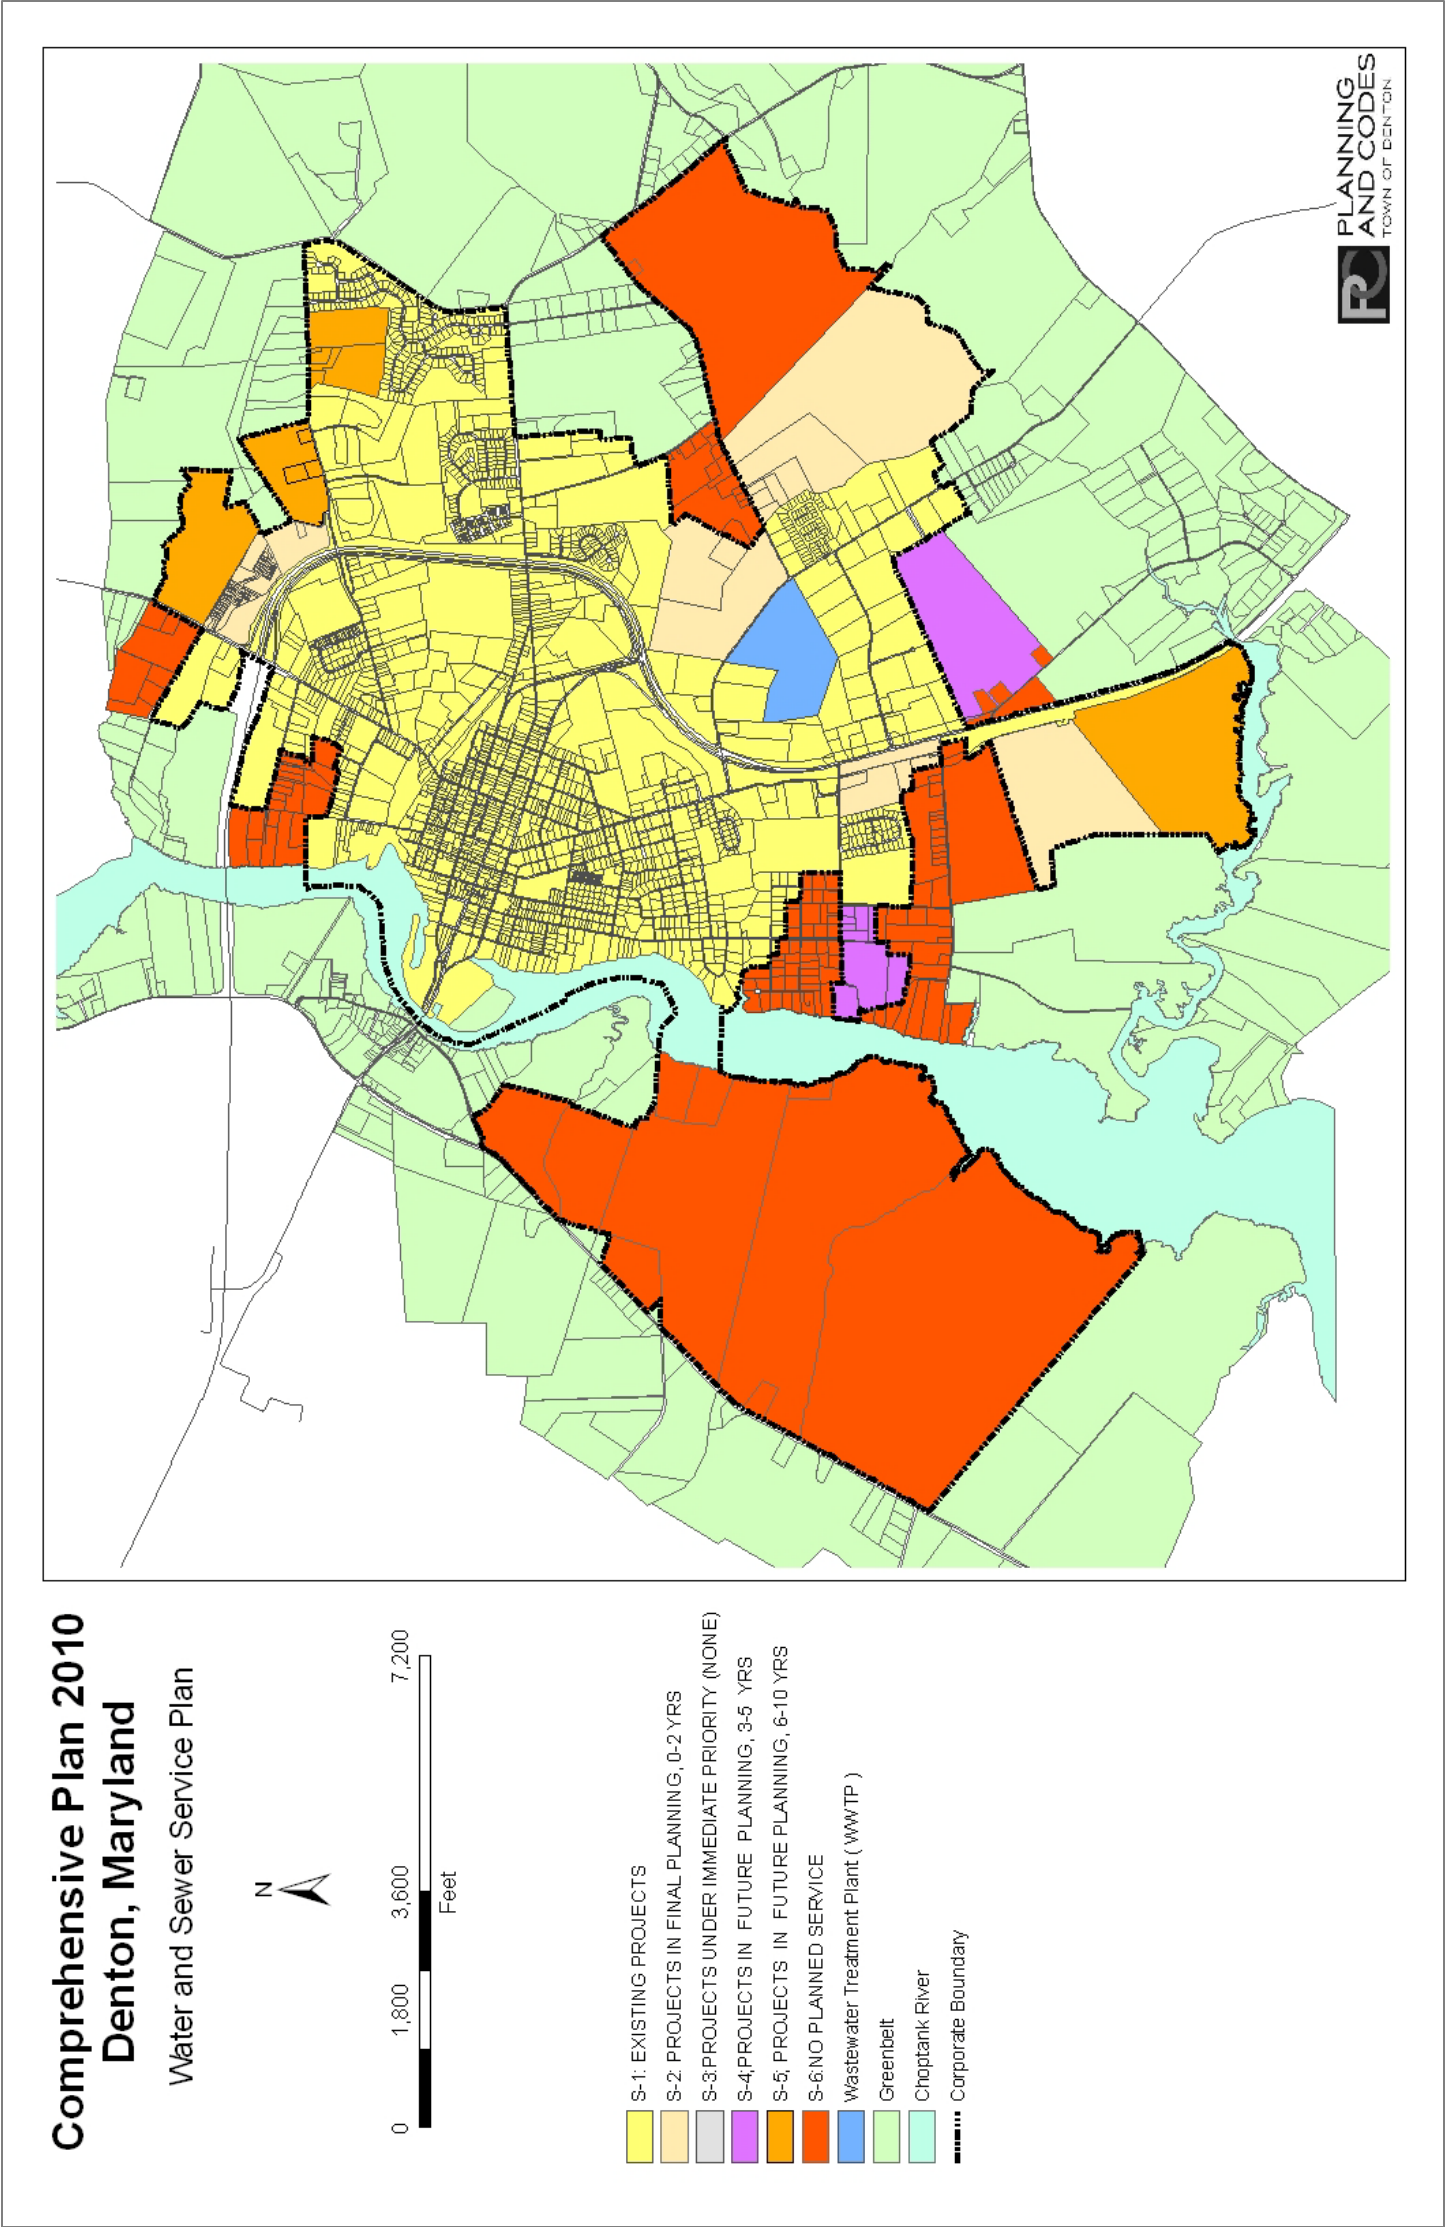 Comprehensive Plan 2010
Denton, Maryland
Water and Sewer Service Plan
N
0 1,800 3,600 7,200
Feet
S-1: EXISTING PROJECTS
S-2: PROJECTS IN FINAL PLANNING, 0-2 YRS
S-3:PROJECTS UNDER IMMEDIATE PRIORITY (NONE)
S-4;PROJECTS IN FUTURE PLANNING, 3-5 YRS
S-5; PROJECTS IN FUTURE PLANNING, 6-10 YRS
S-6:NO PLANNED SERVICE
Wastewater Treatment Plant ( WWTP )
Greenbelt
Choptank River
Corporate Boundary
PC
PLANNING
AND CODES
TOWN OF DENTON